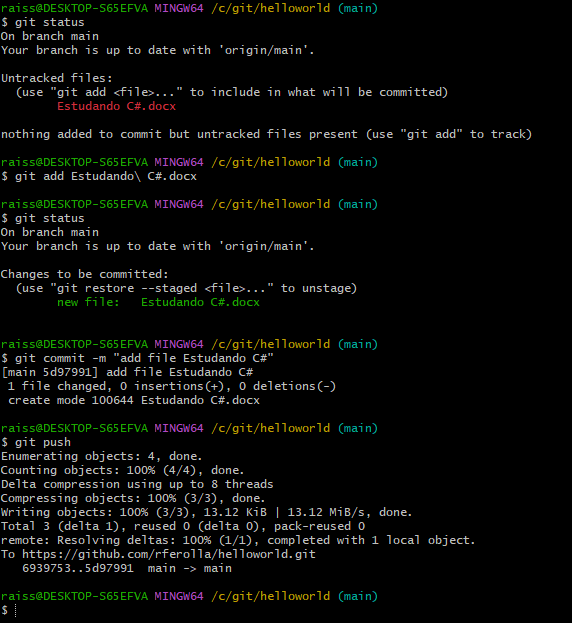 raiss@DESKTOP-S65EFVA MINGW64 /c/git/helloworld (main)
$ git status
On branch main
Your branch is up to date with 'origin/main'.
Untracked files:
  (use "git add <file>..." to include in what will be committed)
        Estudando C#.docx
nothing added to commit but untracked files present (use "git add" to track)
raiss@DESKTOP-S65EFVA MINGW64 /c/git/helloworld (main)
$ git add Estudando\ C#.docx
raiss@DESKTOP-S65EFVA MINGW64 /c/git/helloworld (main)
$ git status
On branch main
Your branch is up to date with 'origin/main'.
Changes to be committed:
  (use "git restore --staged <file>..." to unstage)
        new file:   Estudando C#.docx
raiss@DESKTOP-S65EFVA MINGW64 /c/git/helloworld (main)
$ git commit -m "add file Estudando C#"
[main 5d97991] add file Estudando C#
 1 file changed, 0 insertions(+), 0 deletions(-)
 create mode 100644 Estudando C#.docx
raiss@DESKTOP-S65EFVA MINGW64 /c/git/helloworld (main)
$ git push
Enumerating objects: 4, done.
Counting objects: 100% (4/4), done.
Delta compression using up to 8 threads
Compressing objects: 100% (3/3), done.
Writing objects: 100% (3/3), 13.12 KiB | 13.12 MiB/s, done.
Total 3 (delta 1), reused 0 (delta 0), pack-reused 0
remote: Resolving deltas: 100% (1/1), completed with 1 local object.
To https://github.com/rferolla/helloworld.git
   6939753..5d97991  main -> main
raiss@DESKTOP-S65EFVA MINGW64 /c/git/helloworld (main)
$